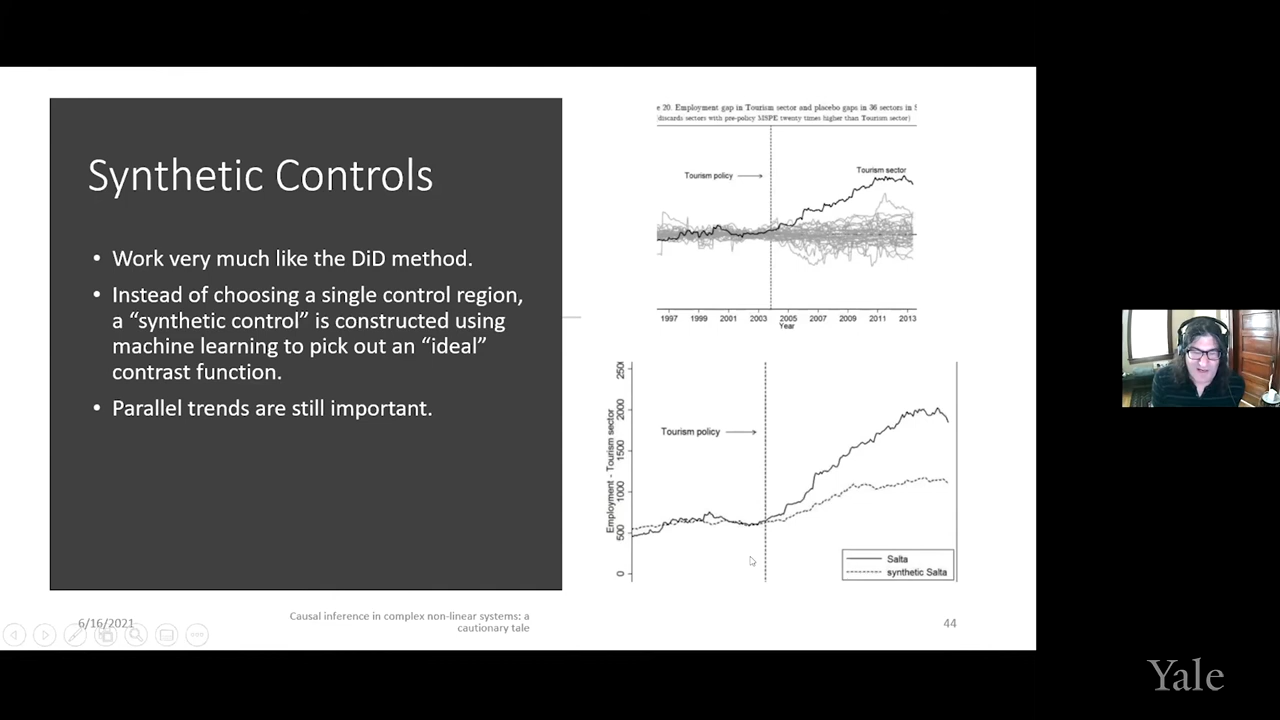 Synthetic Controls
• Work very much like the DiD method.
• Instead of choosing a single control region,
a “synthetic control” is constructed using
machine learning to pick out an “ideal”
contrast function.
• Parallel trends are still important.
e 20. Employment gap in Tourism sector and placebo gaps in 36 sectors in S
(discards sectors with pre-policy MSPE twenty times higher than Tourism sector)
Tourism sector
Tourism policy
1997 1999 2001 2003 2005 2007 2009 2011 2013
Year
Employment - Tourism sector
250
2000
1500
1000
500
0
Tourism policy
Salta
synthetic Salta
6/16/2021
Causal inference in complex non-linear systems: a
cautionary tale
44
Yale